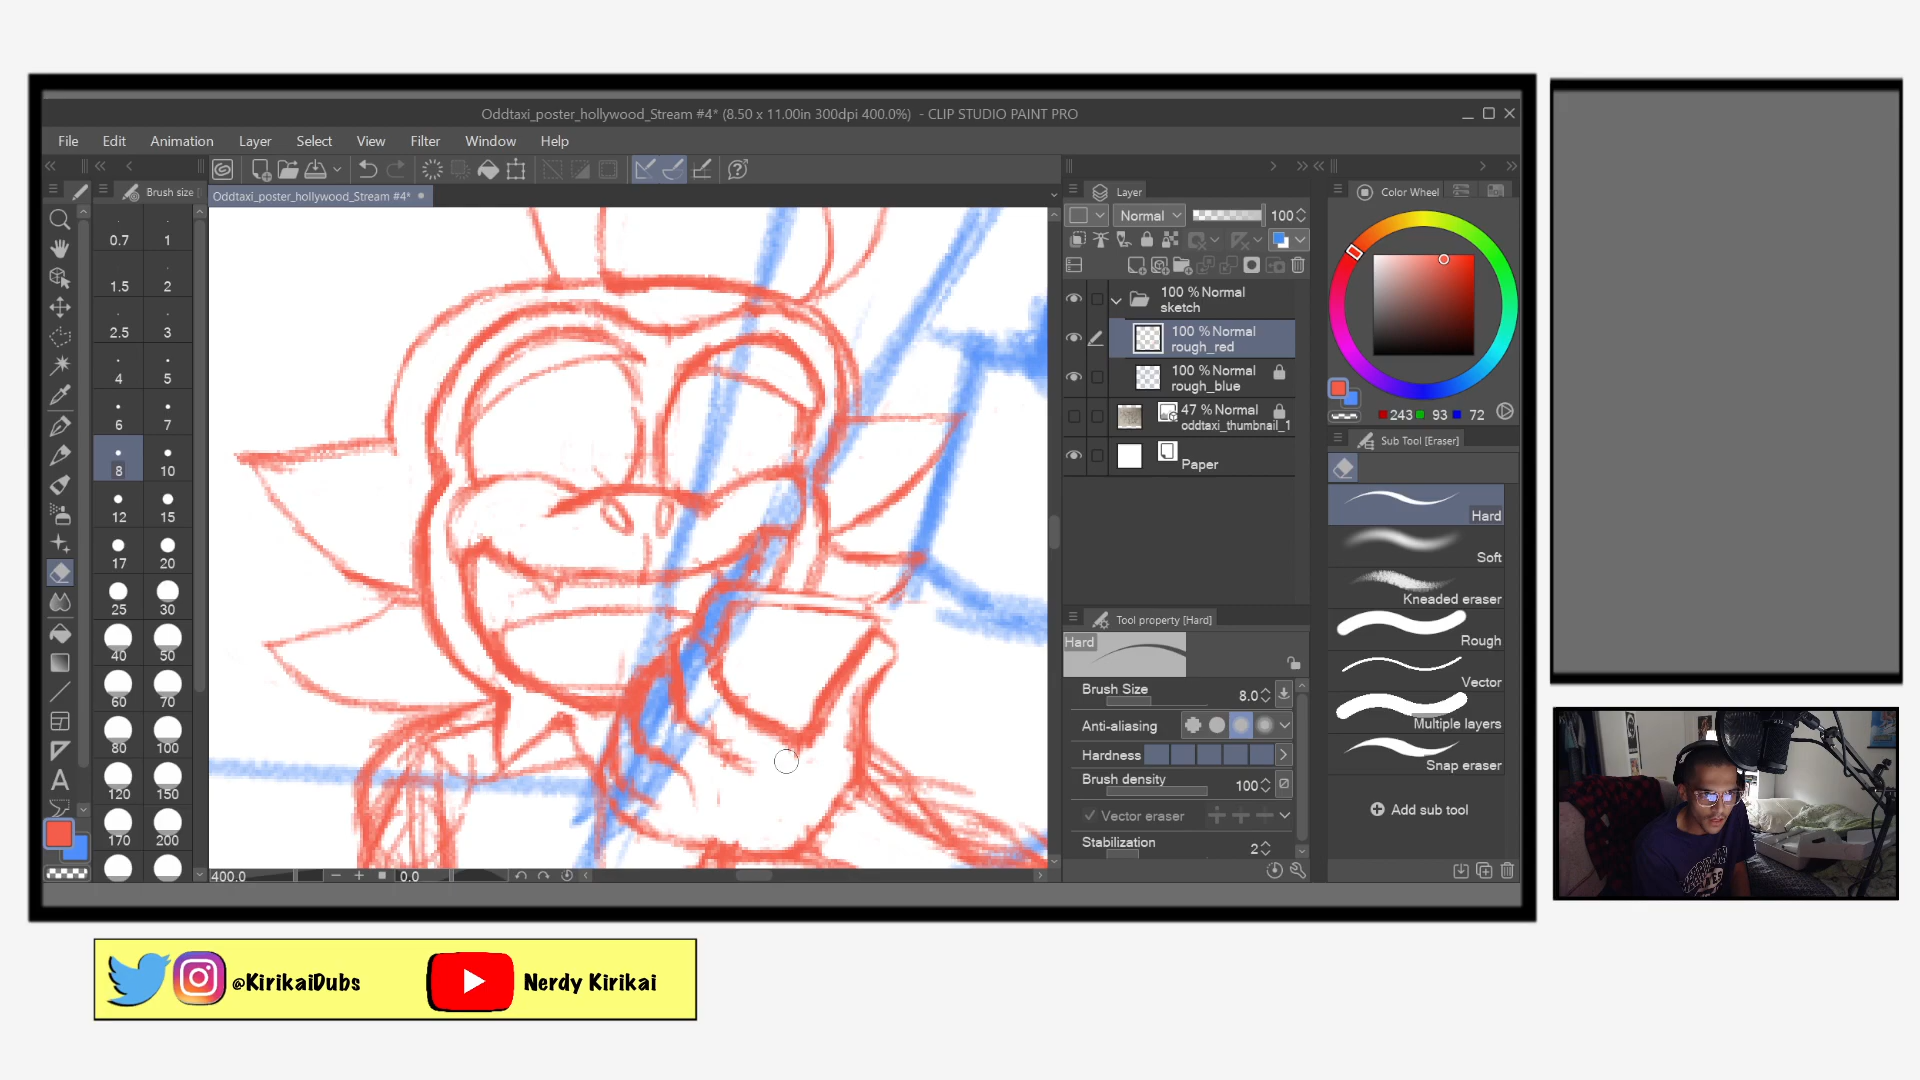 Oddtaxi_poster_hollywood_Stream #4* (8.50 x 11.00in 300dpi 400.0%) - CLIP STUDIO PAINT PRO
File Edit Animation Layer Select View Filter Window Help
Brush size
Oddtaxi_poster_hollywood_Stream #4*
0.7 1
1.5 2
2.5 3
4 5
6 7
8 10
12 15
17 20
25 30
40 50
60 70
80 100
120 150
170 200
400.0 0.0
Layer
Normal 100
100 % Normal
sketch
100 % Normal
rough_red
100 % Normal
rough_blue
47 % Normal
oddtaxi_thumbnail_1
Paper
Tool property [Hard]
Hard
Brush Size 8.0
Anti-aliasing
Hardness
Brush density 100
Vector eraser
Stabilization 2
Color Wheel
243 93 72
Sub Tool [Eraser]
Hard
Soft
Kneaded eraser
Rough
Vector
Multiple layers
Snap eraser
Add sub tool
@KirikaiDubs Nerdy Kirikai